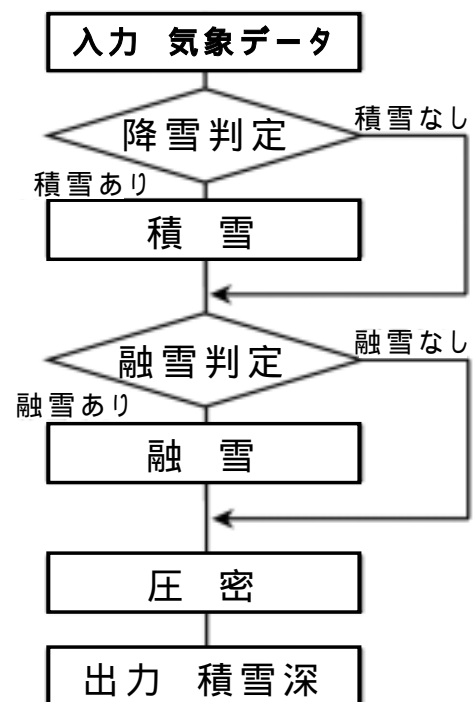 入力 気象データ
降雪判定
積雪なし
積雪あり
積 雪
融雪判定
融雪なし
融雪あり
融 雪
圧 密
出力 積雪深